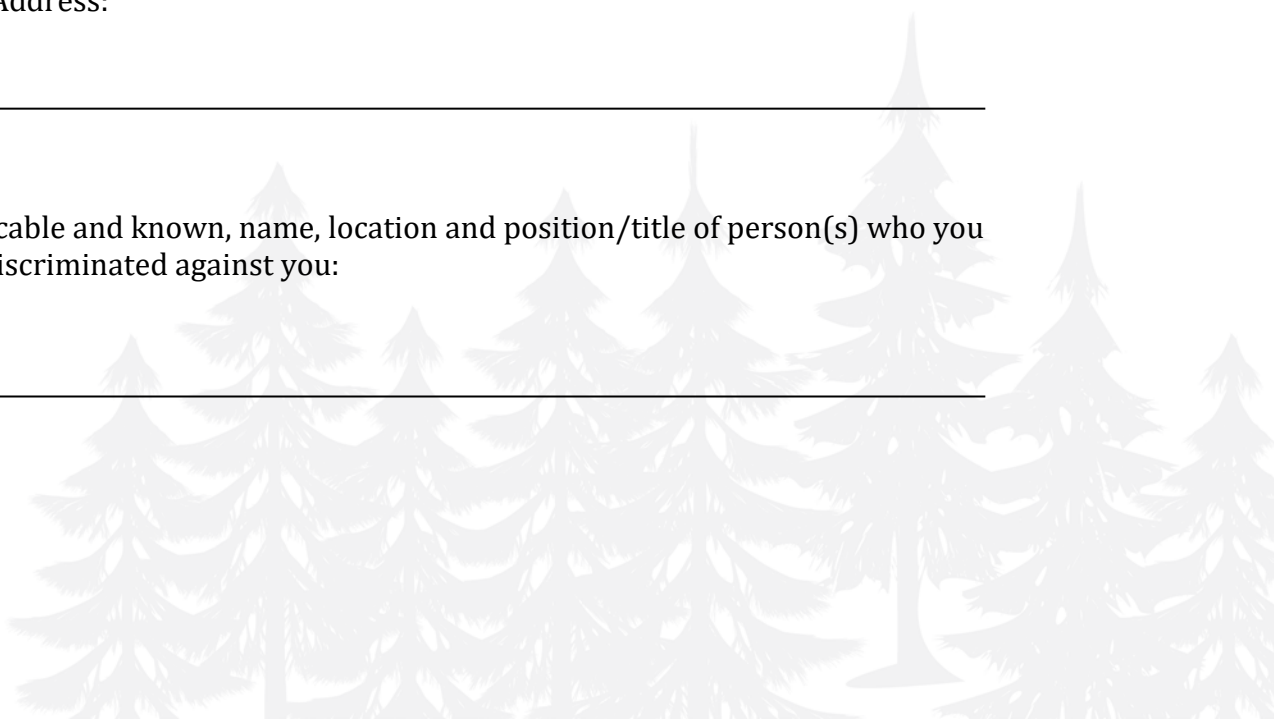 Address:
cable and known, name, location and position/title of person(s) who you
iscriminated against you: